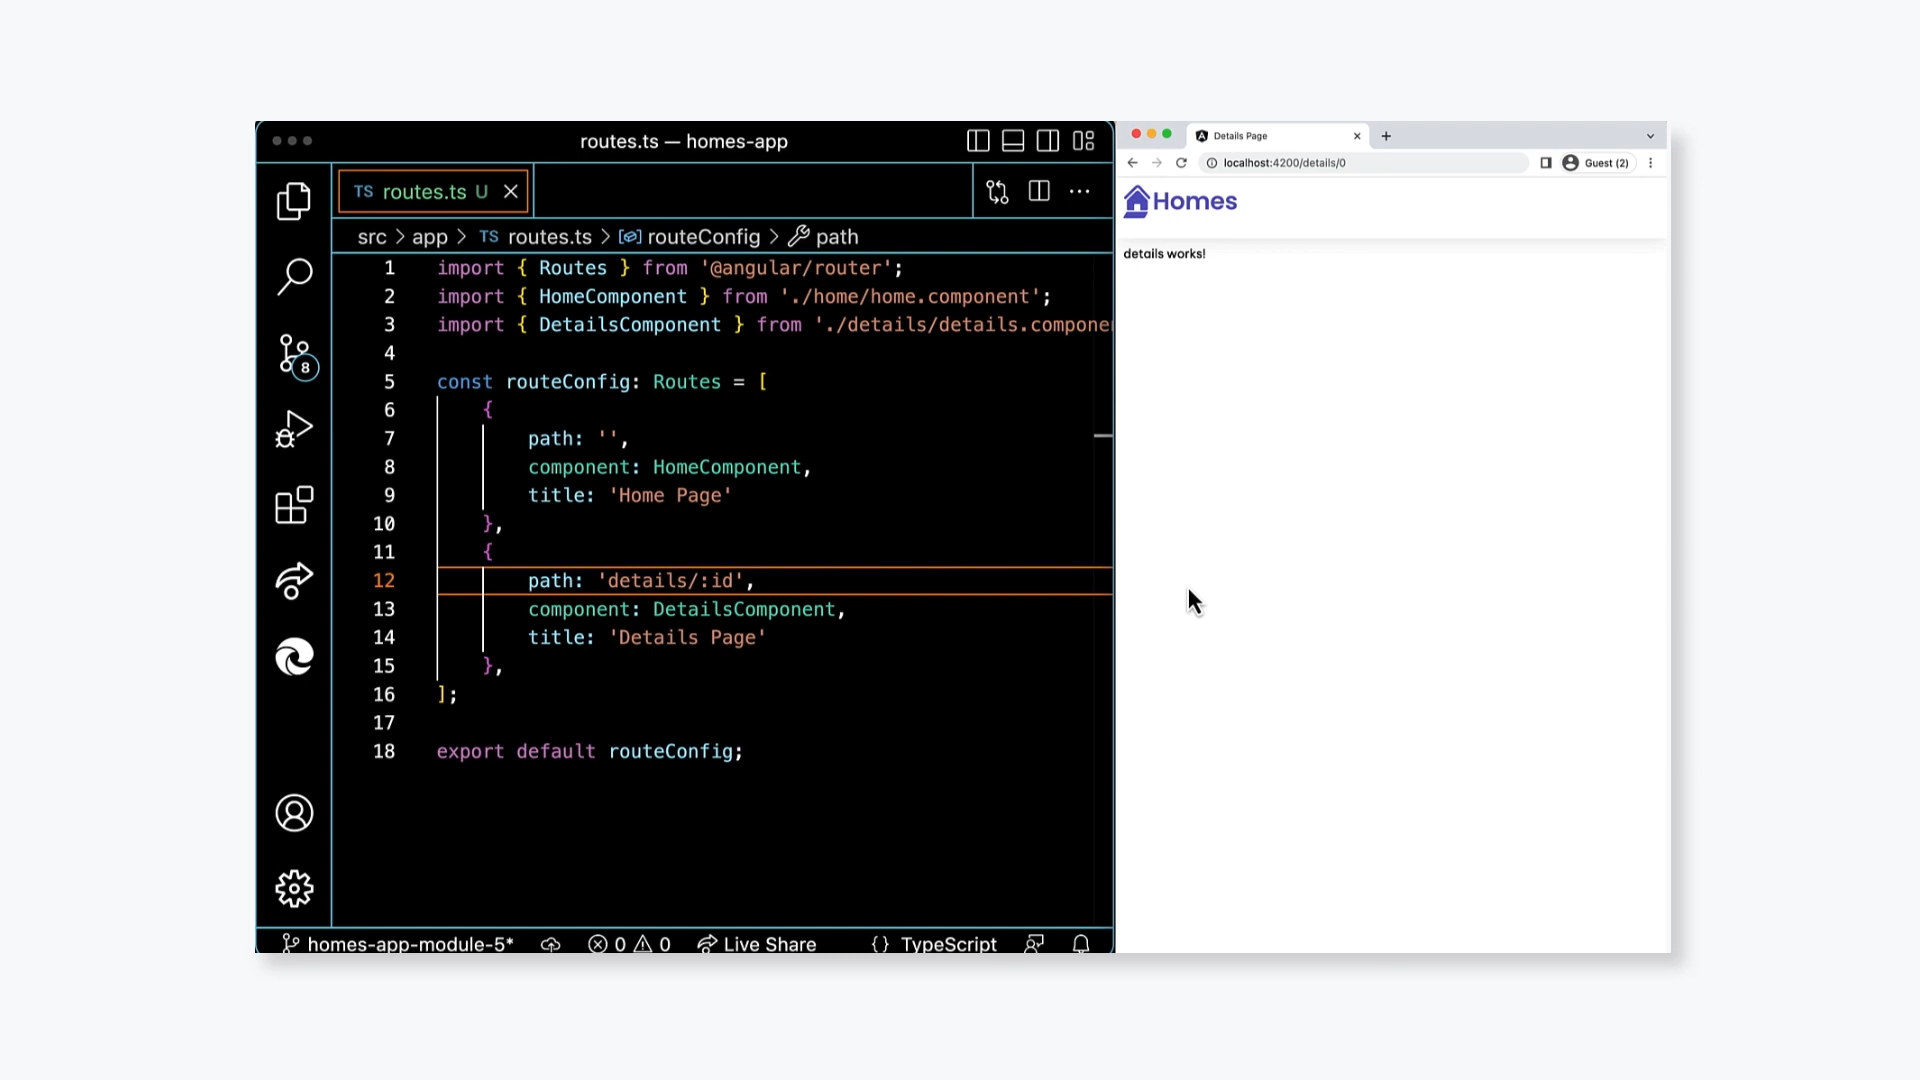 routes.ts — homes-app
TS routes.ts U
src > app > TS routes.ts > routeConfig > path
1 import { Routes } from '@angular/router';
2 import { HomeComponent } from './home/home.component';
3 import { DetailsComponent } from './details/details.compone
4
5 const routeConfig: Routes = [
6 {
7 path: '',
8 component: HomeComponent,
9 title: 'Home Page'
10 },
11 {
12 path: 'details/:id',
13 component: DetailsComponent,
14 title: 'Details Page'
15 },
16 ];
17
18 export default routeConfig;
8
homes-app-module-5* 0 0 Live Share {} TypeScript
Details Page
localhost:4200/details/0 Guest (2)
Homes
details works!